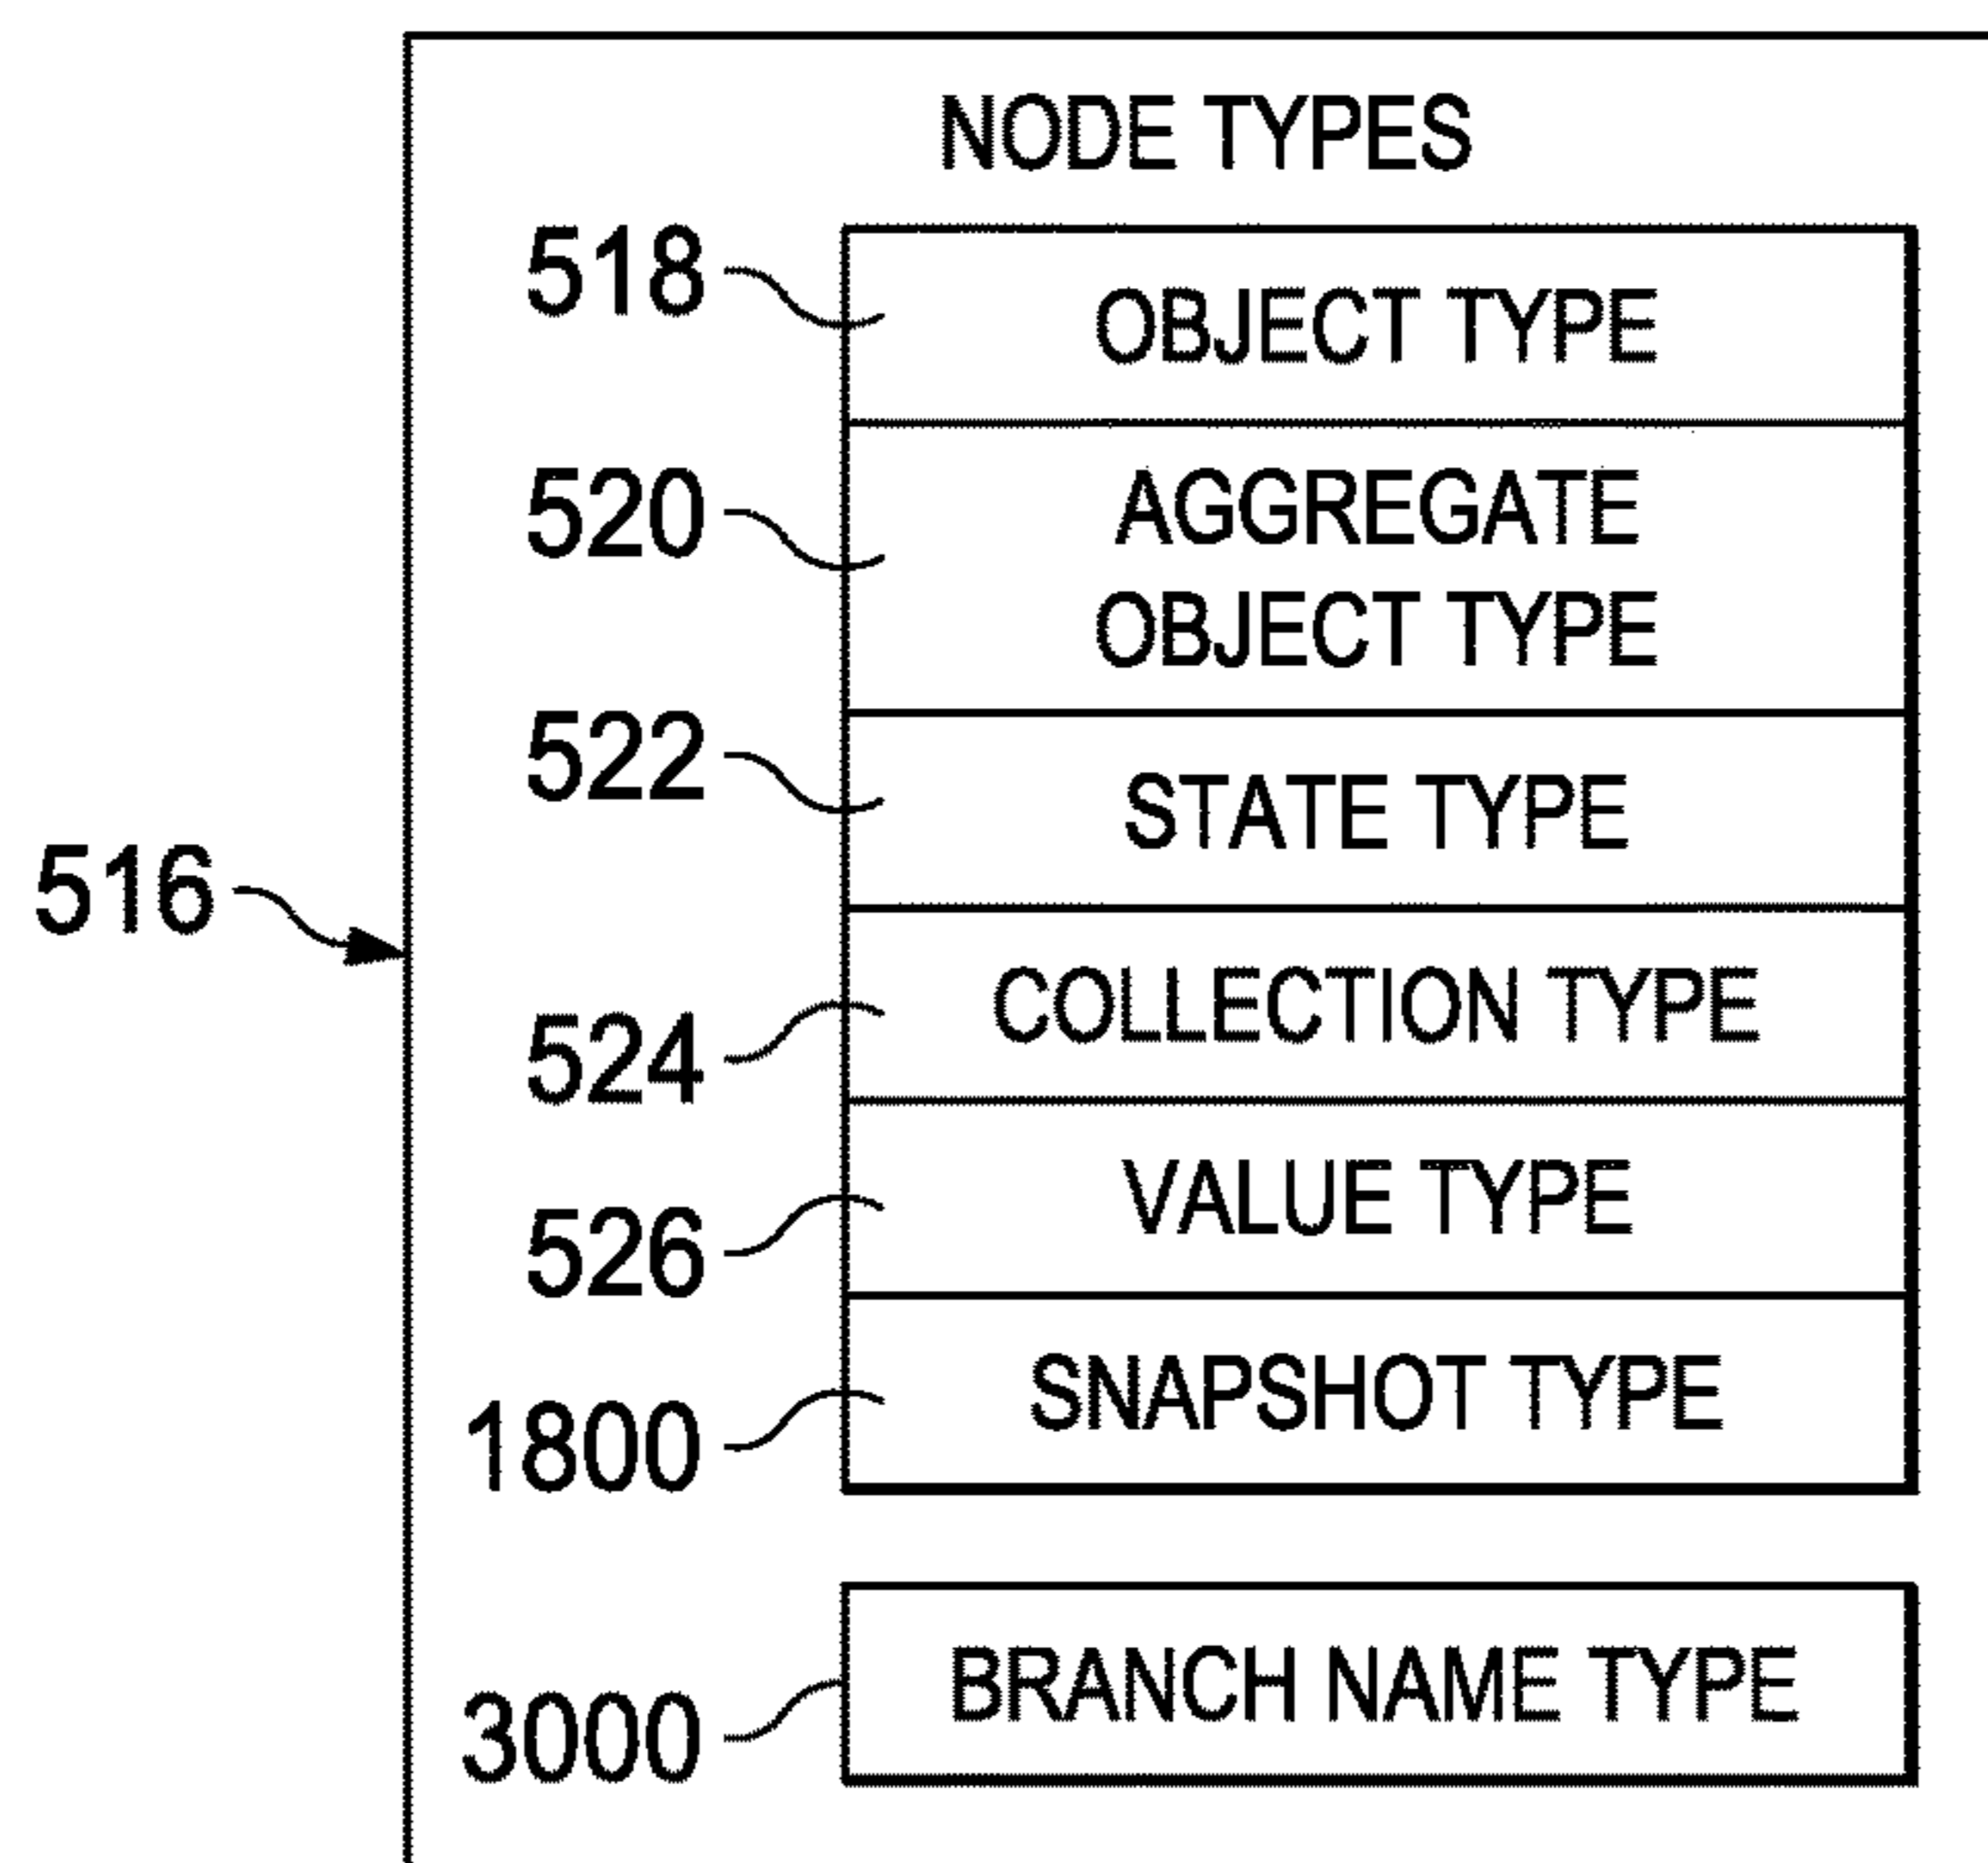 NODE TYPES
518 OBJECT TYPE
520 AGGREGATE
OBJECT TYPE
522 STATE TYPE
516
524 COLLECTION TYPE
526 VALUE TYPE
1800 SNAPSHOT TYPE
3000 BRANCH NAME TYPE